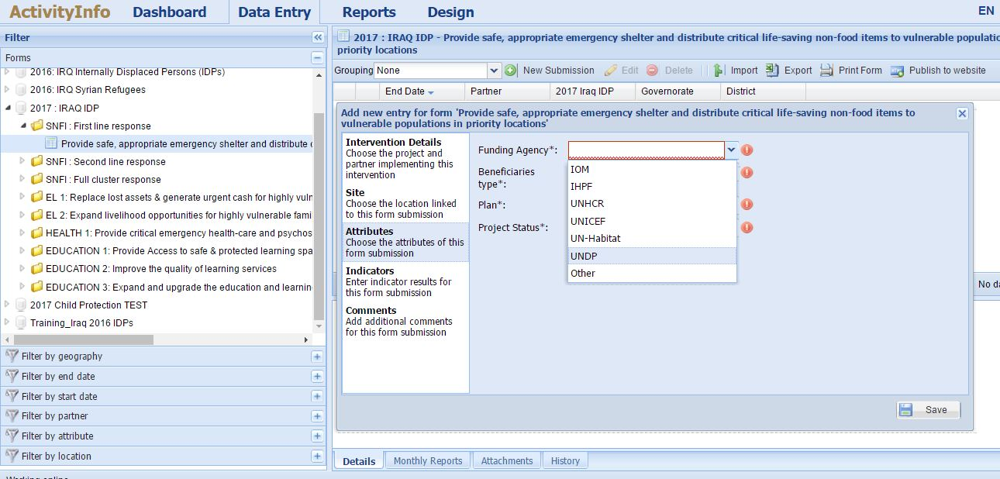 ActivityInfo Dashboard Data Entry Reports Design EN
Filter
Forms
2016: IRQ Internally Displaced Persons (IDPs)
2016: IRQ Syrian Refugees
2017 : IRAQ IDP
SNFI : First line response
Provide safe, appropriate emergency shelter and distribute c
SNFI : Second line response
SNFI : Full cluster response
EL 1: Replace lost assets & generate urgent cash for highly vuln
EL 2: Expand livelihood opportunities for highly vulnerable fami
HEALTH 1: Provide critical emergency health-care and psychos
EDUCATION 1: Provide Access to safe & protected learning spa
EDUCATION 2: Improve the quality of learning services
EDUCATION 3: Expand and upgrade the education and learnin
2017 Child Protection TEST
Training_Iraq 2016 IDPs
Filter by geography
Filter by end date
Filter by start date
Filter by partner
Filter by attribute
Filter by location
Working online
2017 : IRAQ IDP - Provide safe, appropriate emergency shelter and distribute critical life-saving non-food items to vulnerable populatio
priority locations
Grouping None New Submission Edit Delete Import Export Print Form Publish to website
End Date Partner 2017 Iraq IDP Governorate District
Add new entry for form 'Provide safe, appropriate emergency shelter and distribute critical life-saving non-food items to
vulnerable populations in priority locations'
Intervention Details
Choose the project and
partner implementing this
intervention
Site
Choose the location linked
to this form submission
Attributes
Choose the attributes of this
form submission
Indicators
Enter indicator results for
this form submission
Comments
Add additional comments
for this form submission
Funding Agency*:
Beneficiaries
type*:
Plan*:
Project Status*:
IOM
IHPF
UNHCR
UNICEF
UN-Habitat
UNDP
Other
No da
Save
Details Monthly Reports Attachments History